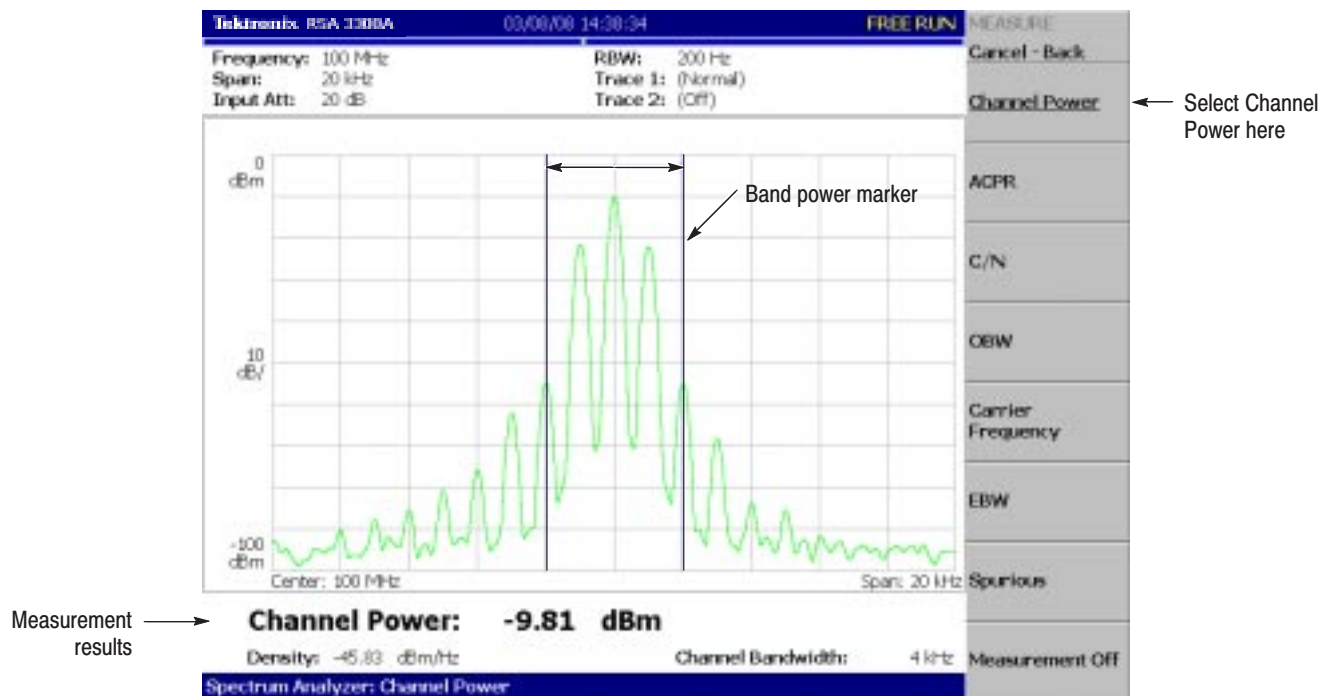 Tektronix RSA 3308A 03/08/08 14:38:34 FREE RUN
MEASURE
Cancel - Back
Frequency: 100 MHz
Span: 20 kHz
Input Att: 20 dB
RBW: 200 Hz
Trace 1: (Normal)
Trace 2: (Off)
Channel Power
Select Channel
Power here
0
dBm
Band power marker
ACPR
C/N
10
dB/
OBW
Carrier
Frequency
EBW
-100
dBm
Center: 100 MHz
Span: 20 kHz
Spurious
Measurement
results
Channel Power: -9.81 dBm
Density: -45.83 dBm/Hz
Channel Bandwidth: 4 kHz
Measurement Off
Spectrum Analyzer: Channel Power